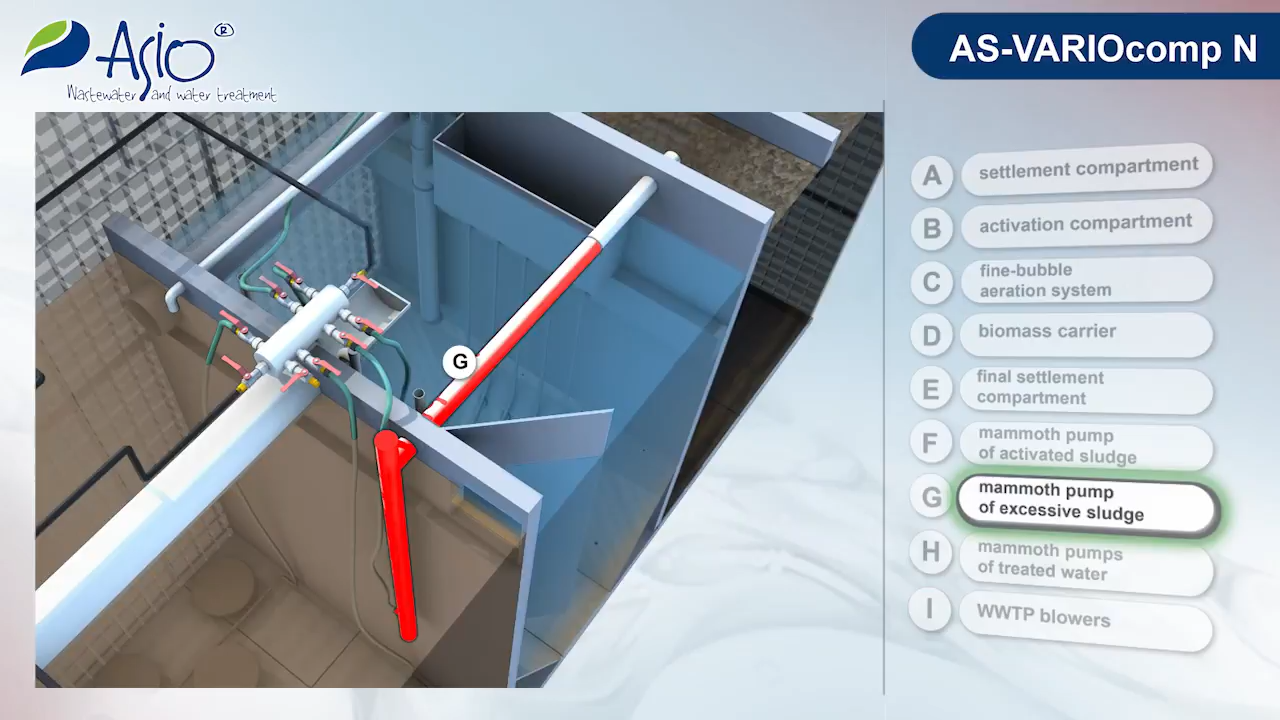 Asio®
Wastewater and water treatment
AS-VARIOcomp N
A settlement compartment
B activation compartment
C fine-bubble
aeration system
D biomass carrier
E final settlement
compartment
F mammoth pump
of activated sludge
G mammoth pump
of excessive sludge
H mammoth pumps
of treated water
I WWTP blowers
G